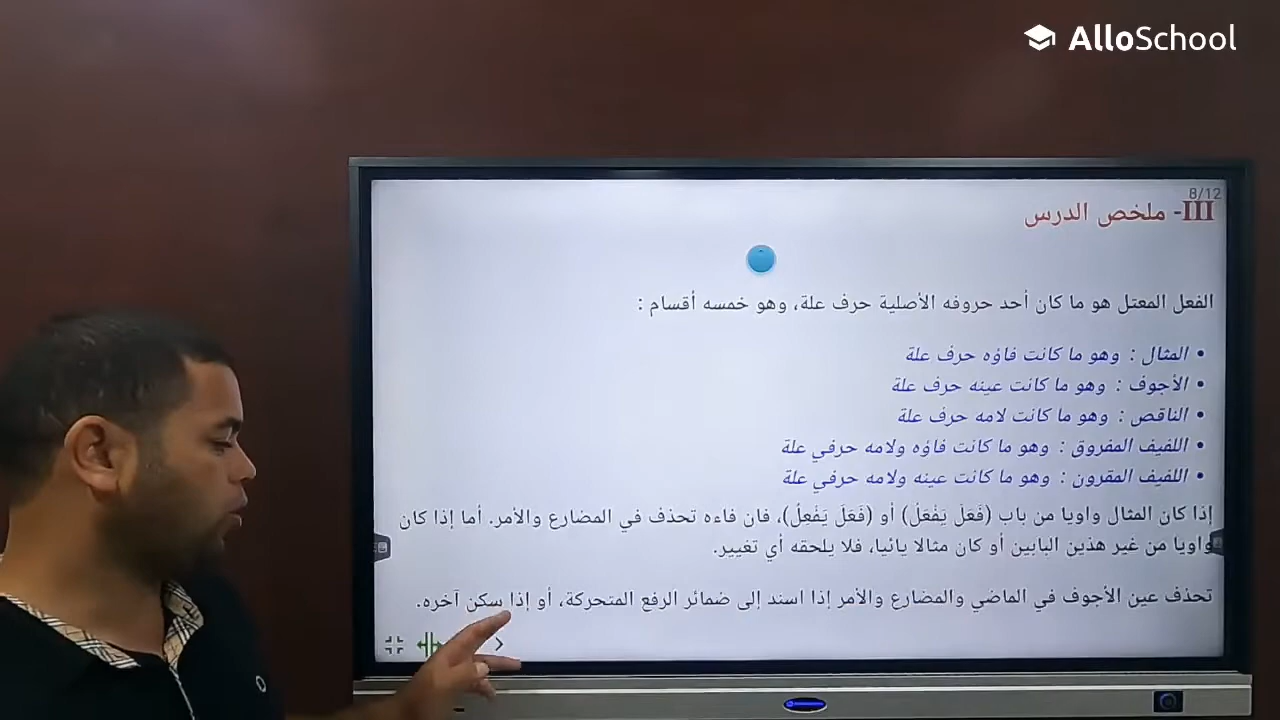 AlloSchool
8/12
III- ملخص الدرس
الفعل المعتل هو ما كان أحد حروفه الأصلية حرف علة، وهو خمسه أقسام :
• المثال : وهو ما كانت فاؤه حرف علة
• الأجوف : وهو ما كانت عينه حرف علة
• الناقص : وهو ما كانت لامه حرف علة
• اللفيف المفروق : وهو ما كانت فاؤه ولامه حرفي علة
• اللفيف المقرون : وهو ما كانت عينه ولامه حرفي علة
إذا كان المثال واويا من باب (فَعَلَ يَفْعَلُ) أو (فَعَلَ يَفْعِلُ)، فان فاءه تحذف في المضارع والأمر. أما إذا كان
واويا من غير هذين البابين أو كان مثالا يائيا، فلا يلحقه أي تغيير.
تحذف عين الأجوف في الماضي والمضارع والأمر إذا اسند إلى ضمائر الرفع المتحركة، أو إذا سكن آخره.